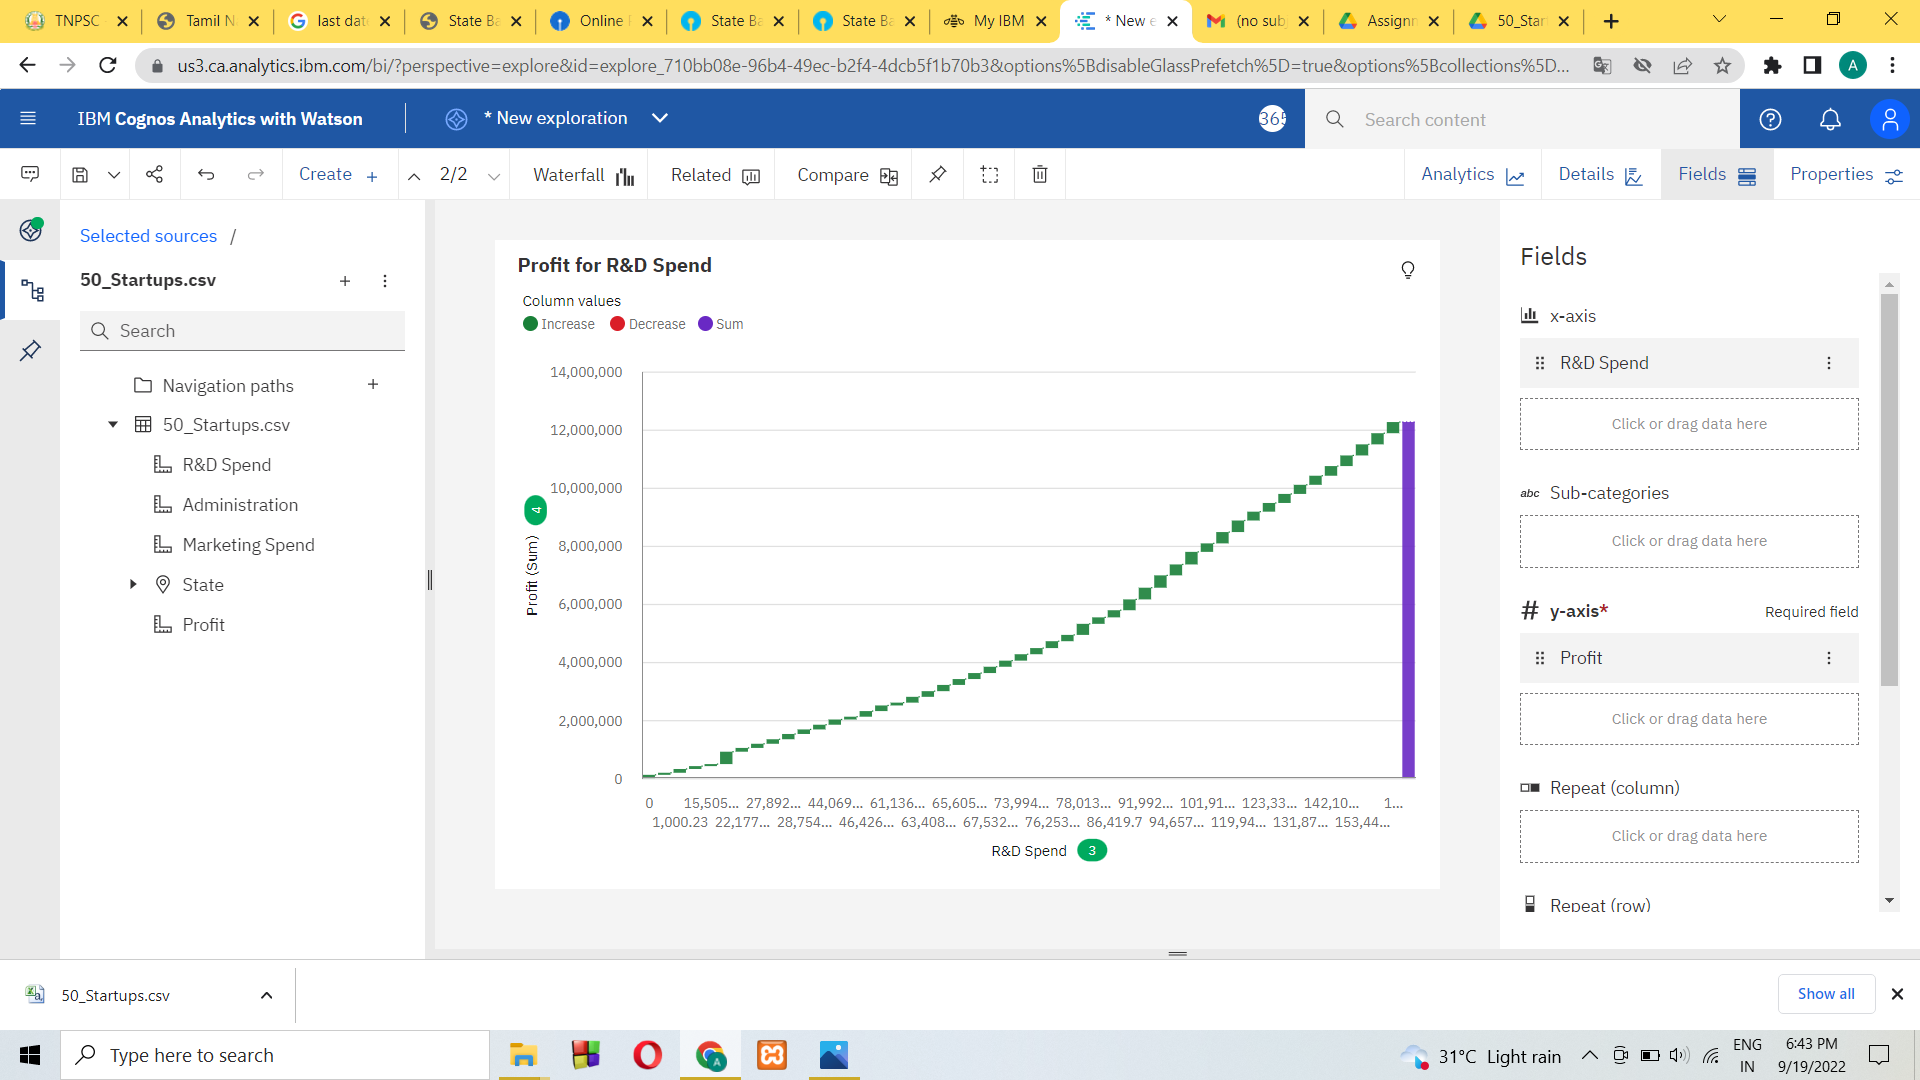 TNPSC
Tamil N
last dat
State Ba
Online
State Ba
State Ba
My IBM
* New e
(no sub
Assignm
50_Star
us3.ca.analytics.ibm.com/bi/?perspective=explore&id=explore_710bb08e-96b4-49ec-b2f4-4dcb5f1b70b3&options%5BdisableGlassPrefetch%5D=true&options%5Bcollections%5D...
A
IBM Cognos Analytics with Watson
* New exploration
365
Search content
Create +
2/2
Waterfall
Related
Compare
Analytics
Details
Fields
Properties
Selected sources /
50_Startups.csv
Search
Navigation paths
50_Startups.csv
R&D Spend
Administration
Marketing Spend
State
Profit
Profit for R&D Spend
Column values
Increase
Decrease
Sum
14,000,000
12,000,000
10,000,000
8,000,000
6,000,000
4,000,000
2,000,000
0
Profit (Sum)
4
0 15,505... 27,892... 44,069... 61,136... 65,605... 73,994... 78,013... 91,992... 101,91... 123,33... 142,10... 1...
1,000.23 22,177... 28,754... 46,426... 63,408... 67,532... 76,253... 86,419.7 94,657... 119,94... 131,87... 153,44...
R&D Spend 3
Fields
x-axis
R&D Spend
Click or drag data here
abc Sub-categories
Click or drag data here
# y-axis* Required field
Profit
Click or drag data here
Repeat (column)
Click or drag data here
Repeat (row)
50_Startups.csv
Show all
Type here to search
31°C Light rain
ENG
IN
6:43 PM
9/19/2022